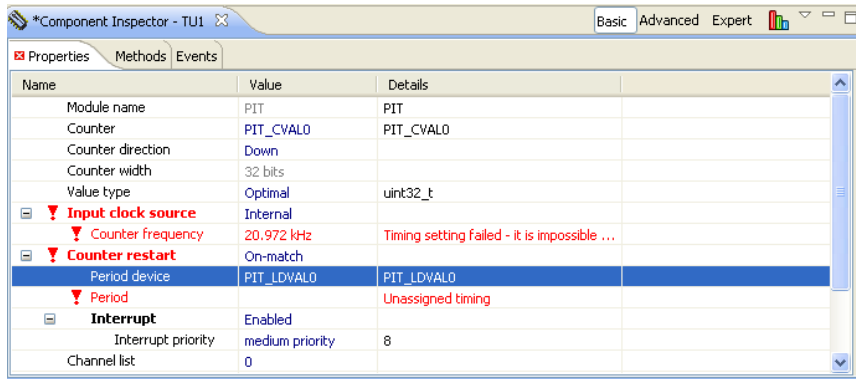 *Component Inspector - TU1
Basic Advanced Expert
Properties Methods Events
Name Value Details
Module name PIT PIT
Counter PIT_CVAL0 PIT_CVAL0
Counter direction Down
Counter width 32 bits
Value type Optimal uint32_t
Input clock source Internal
Counter frequency 20.972 kHz Timing setting failed - it is impossible ...
Counter restart On-match
Period device PIT_LDVAL0 PIT_LDVAL0
Period Unassigned timing
Interrupt Enabled
Interrupt priority medium priority 8
Channel list 0